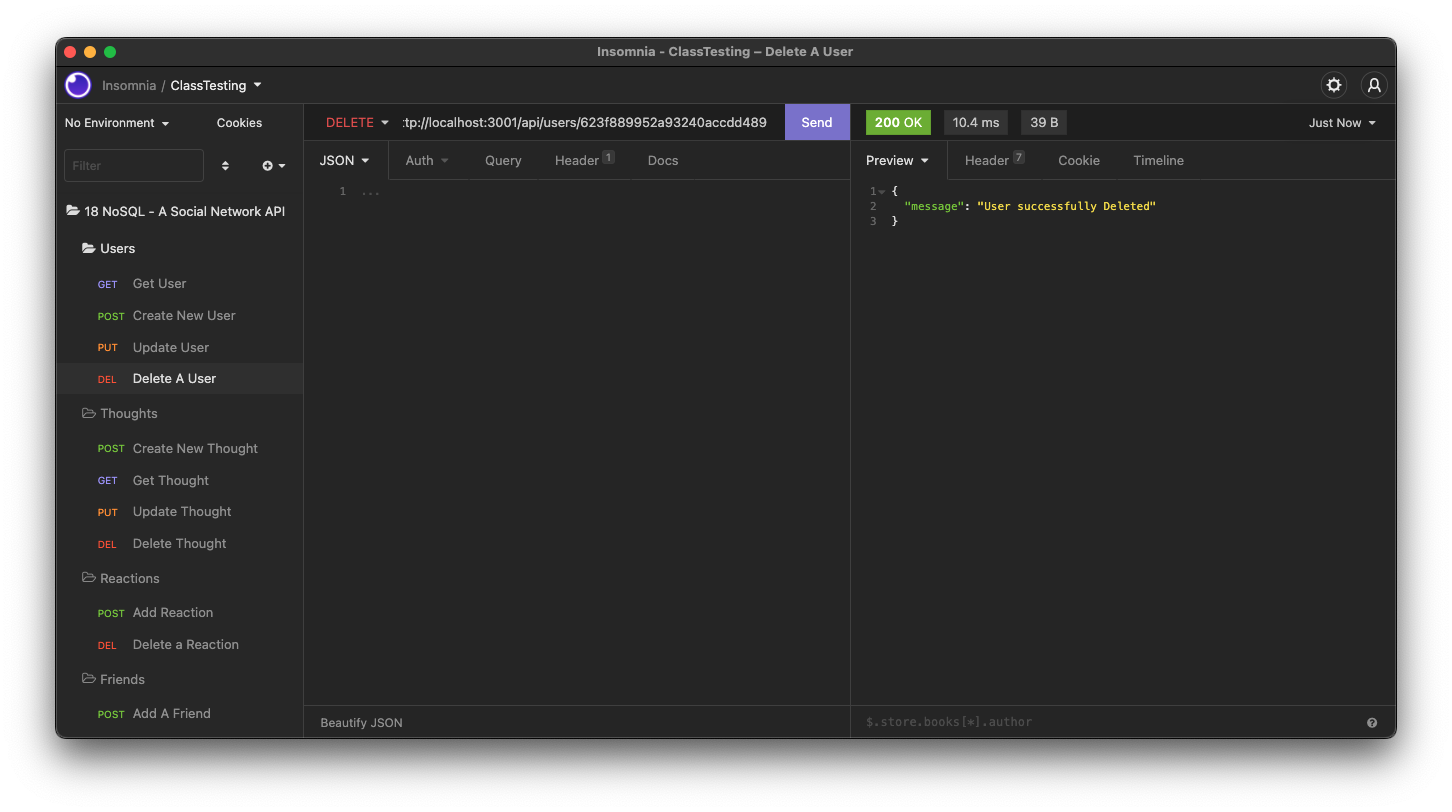 Insomnia - ClassTesting – Delete A User
Insomnia / ClassTesting
No Environment Cookies
Filter
18 NoSQL - A Social Network API
Users
GET Get User
POST Create New User
PUT Update User
DEL Delete A User
Thoughts
POST Create New Thought
GET Get Thought
PUT Update Thought
DEL Delete Thought
Reactions
POST Add Reaction
DEL Delete a Reaction
Friends
POST Add A Friend
DELETE tp://localhost:3001/api/users/623f889952a93240accdd489 Send
JSON Auth Query Header 1 Docs
1 ...
Beautify JSON
200 OK 10.4 ms 39 B Just Now
Preview Header 7 Cookie Timeline
1 {
2 "message": "User successfully Deleted"
3 }
$.store.books[*].author